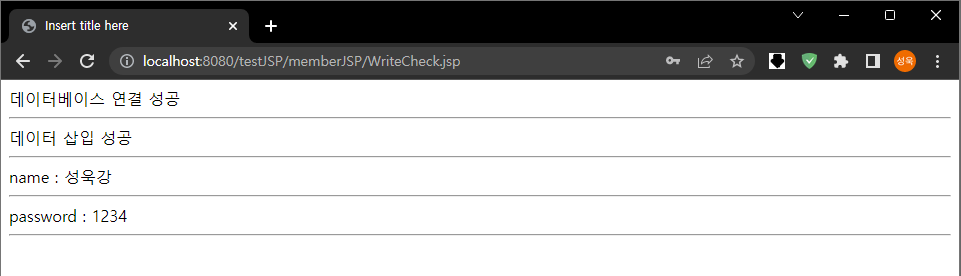 Insert title here
localhost:8080/testJSP/memberJSP/WriteCheck.jsp
성욱
데이터베이스 연결 성공
데이터 삽입 성공
name : 성욱강
password : 1234